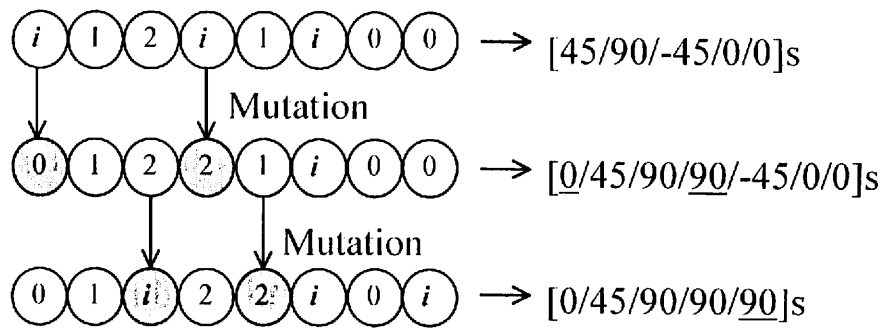 i 1 2 i 1 i 0 0 → [45/90/-45/0/0]s
Mutation
0 1 2 2 1 i 0 0 → [0/45/90/90/-45/0/0]s
Mutation
0 1 i 2 2 i 0 i → [0/45/90/90/90]s